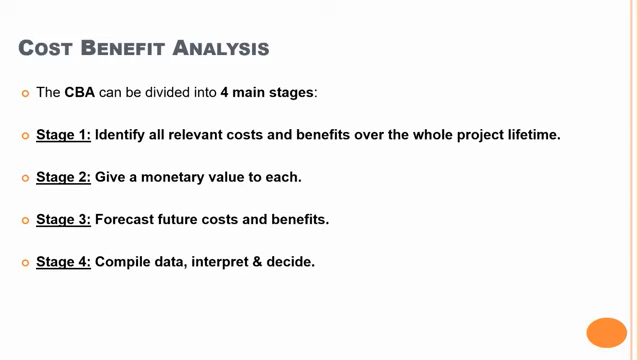 COST BENEFIT ANALYSIS
The CBA can be divided into 4 main stages:
Stage 1: Identify all relevant costs and benefits over the whole project lifetime.
Stage 2: Give a monetary value to each.
Stage 3: Forecast future costs and benefits.
Stage 4: Compile data, interpret & decide.